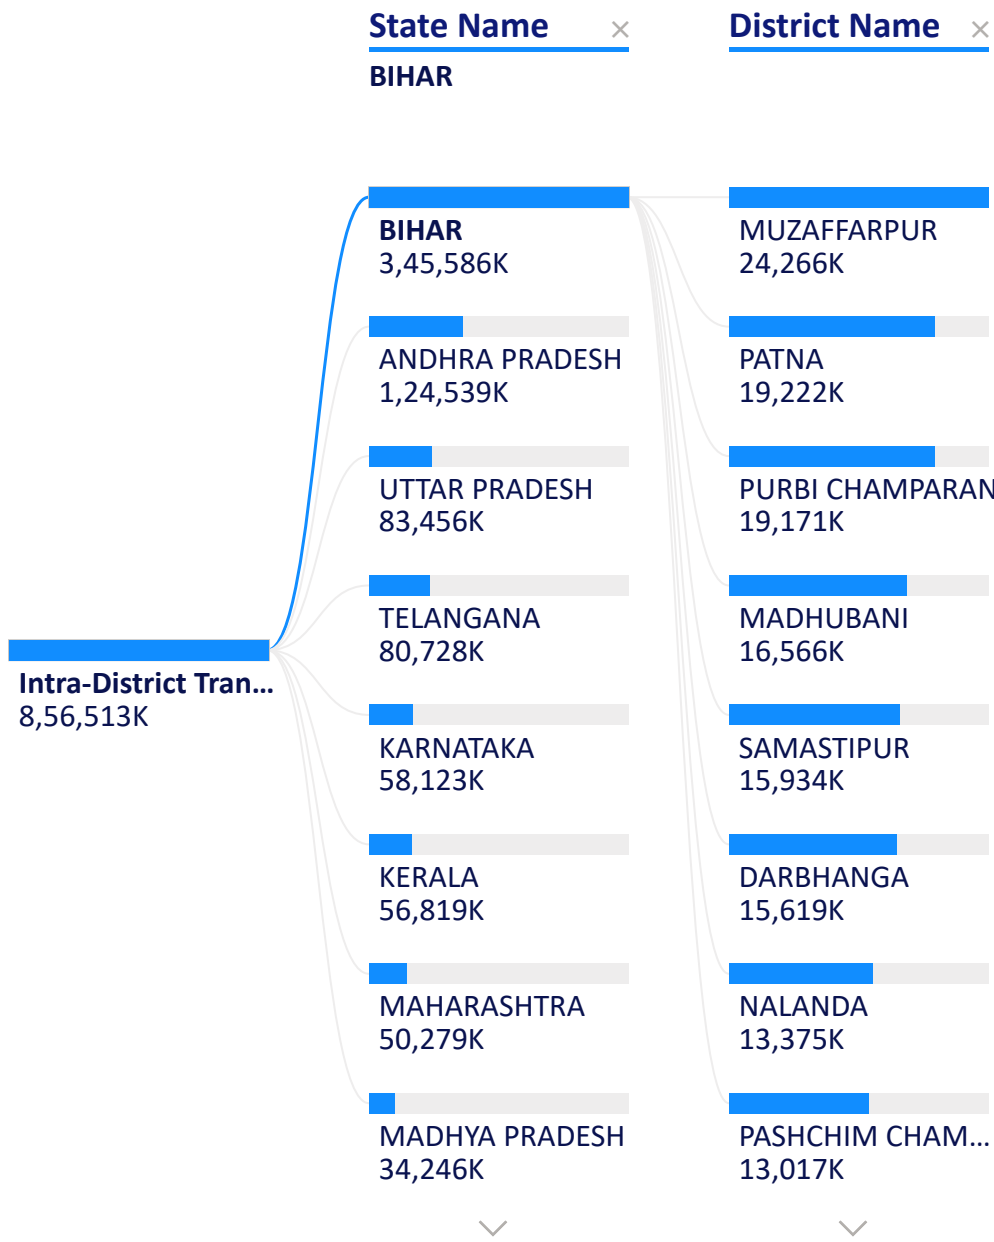 State Name
District Name
BIHAR
BIHAR
3,45,586K
ANDHRA PRADESH
1,24,539K
UTTAR PRADESH
83,456K
TELANGANA
80,728K
KARNATAKA
58,123K
KERALA
56,819K
MAHARASHTRA
50,279K
MADHYA PRADESH
34,246K
Intra-District Tran...
8,56,513K
MUZAFFARPUR
24,266K
PATNA
19,222K
PURBI CHAMPARAN
19,171K
MADHUBANI
16,566K
SAMASTIPUR
15,934K
DARBHANGA
15,619K
NALANDA
13,375K
PASHCHIM CHAM...
13,017K